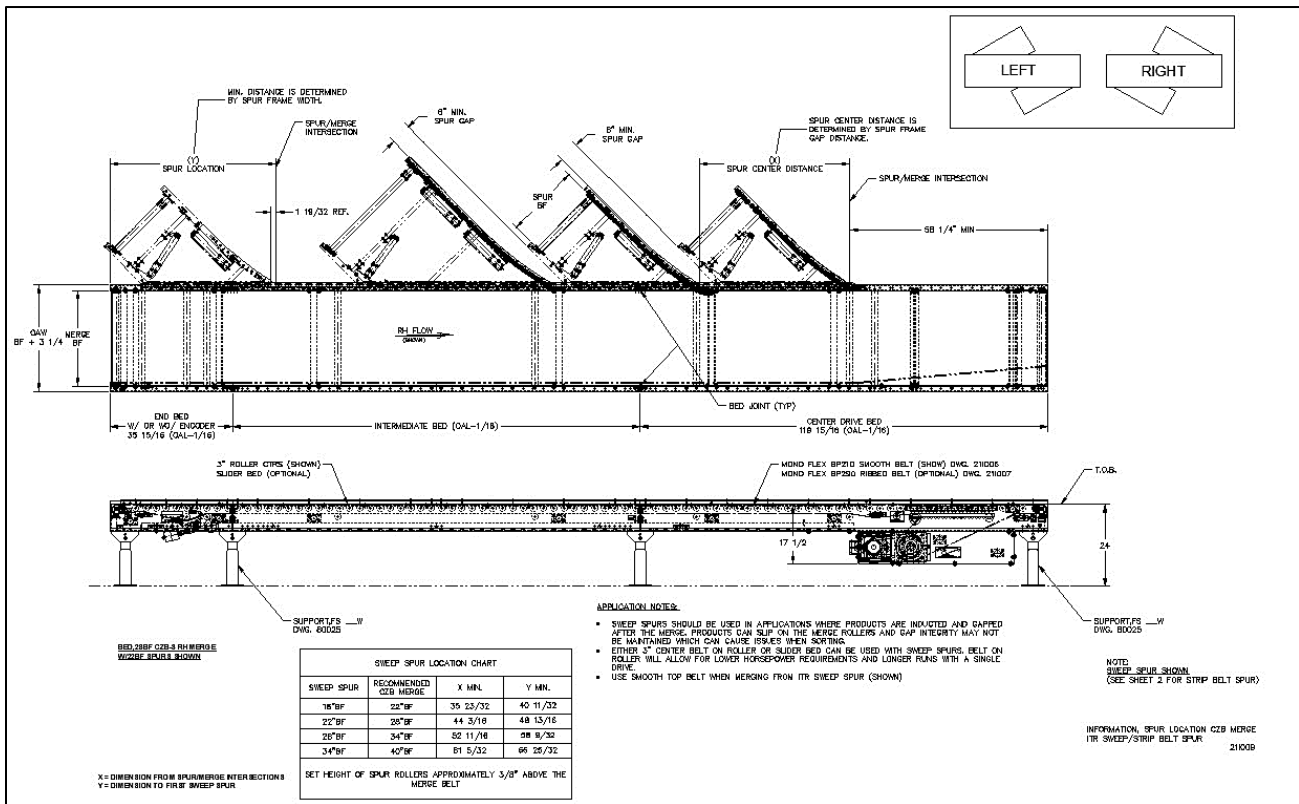 LEFT
RIGHT
MIN. DISTANCE IS DETERMINED
BY SPUR FRAME WIDTH.
SPUR/MERGE
INTERSECTION
(Y)
SPUR LOCATION
6" MIN.
SPUR GAP
6" MIN.
SPUR GAP
SPUR
BF
SPUR CENTER DISTANCE IS
DETERMINED BY SPUR FRAME
GAP DISTANCE.
(X)
SPUR CENTER DISTANCE
SPUR/MERGE INTERSECTION
1 19/32 REF.
58 1/4" MIN
OAW
BF + 3 1/4
MERGE
BF
RH FLOW
(SHOWN)
BED JOINT (TYP)
END BED
W/ OR WO/ ENCODER
35 15/16 (OAL-1/16)
INTERMEDIATE BED (OAL-1/16)
CENTER DRIVE BED
118 15/16 (OAL-1/16)
3" ROLLER CTRS (SHOWN)
SLIDER BED (OPTIONAL)
MONO FLEX BP210 SMOOTH BELT (SHOW) DWG. 211006
MONO FLEX BP290 RIBBED BELT (OPTIONAL) DWG. 211007
T.O.B.
17 1/2
24
SUPPORT,FS __W
DWG. 80025
SUPPORT,FS __W
DWG. 80025
BED,28BF CZB-3 RH MERGE
W/22BF SPURS SHOWN
APPLICATION NOTES:
• SWEEP SPURS SHOULD BE USED IN APPLICATIONS WHERE PRODUCTS ARE INDUCTED AND GAPPED
AFTER THE MERGE. PRODUCTS CAN SLIP ON THE MERGE ROLLERS AND GAP INTEGRITY MAY NOT
BE MAINTAINED WHICH CAN CAUSE ISSUES WHEN SORTING.
• EITHER 3" CENTER BELT ON ROLLER OR SLIDER BED CAN BE USED WITH SWEEP SPURS. BELT ON
ROLLER WILL ALLOW FOR LOWER HORSEPOWER REQUIREMENTS AND LONGER RUNS WITH A SINGLE
DRIVE.
• USE SMOOTH TOP BELT WHEN MERGING FROM ITR SWEEP SPUR (SHOWN)
SWEEP SPUR LOCATION CHART
SWEEP SPUR RECOMMENDED CZB MERGE X MIN. Y MIN.
16"BF 22"BF 35 23/32 40 11/32
22"BF 28"BF 44 3/16 48 13/16
28"BF 34"BF 52 11/16 58 9/32
34"BF 40"BF 61 5/32 66 25/32
SET HEIGHT OF SPUR ROLLERS APPROXIMATELY 3/8" ABOVE THE
MERGE BELT
X = DIMENSION FROM SPUR/MERGE INTERSECTIONS
Y = DIMENSION TO FIRST SWEEP SPUR
NOTE:
SWEEP SPUR SHOWN
(SEE SHEET 2 FOR STRIP BELT SPUR)
INFORMATION, SPUR LOCATION CZB MERGE
ITR SWEEP/STRIP BELT SPUR
211009